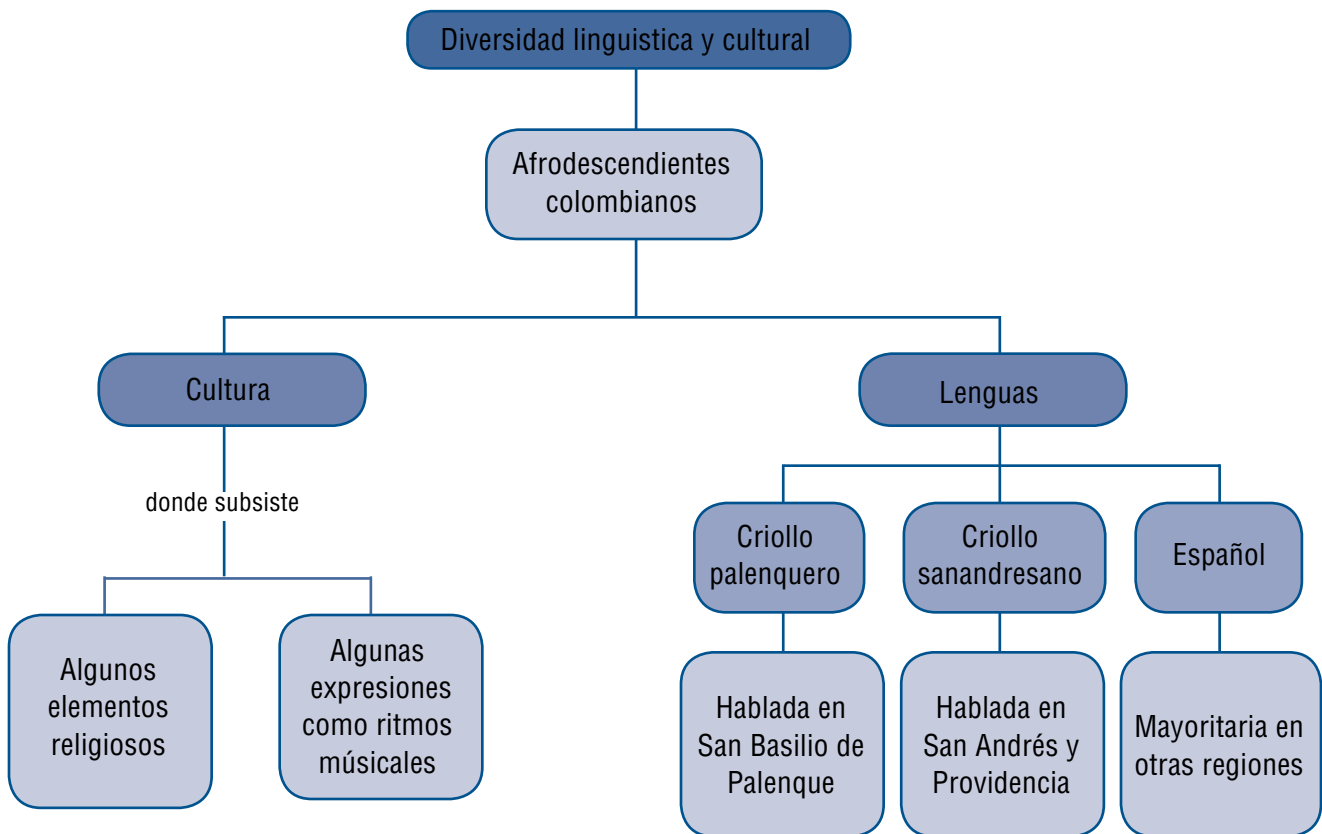 Diversidad linguistica y cultural
Afrodescendientes
colombianos
Cultura
Lenguas
donde subsiste
Criollo
palenquero
Criollo
sanandresano
Español
Algunos
elementos
religiosos
Algunas
expresiones
como ritmos
músicales
Hablada en
San Basilio de
Palenque
Hablada en
San Andrés y
Providencia
Mayoritaria en
otras regiones